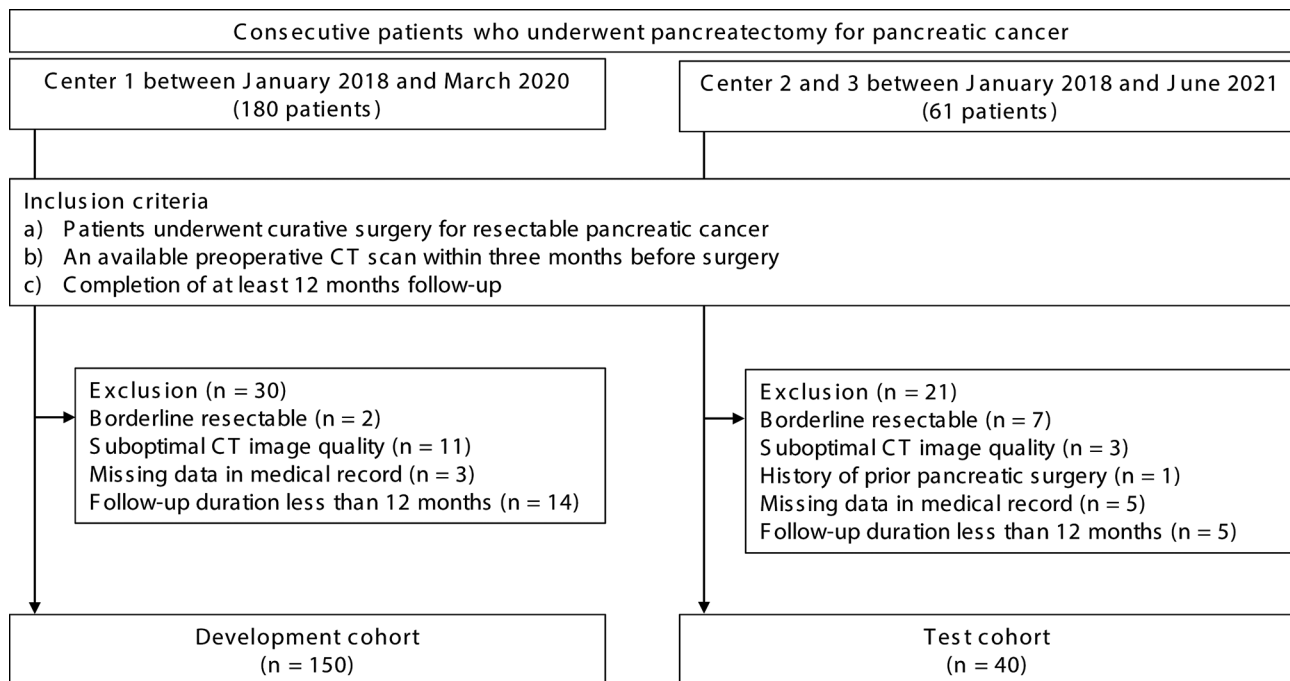 Consecutive patients who underwent pancreatectomy for pancreatic cancer
Center 1 between January 2018 and March 2020
(180 patients)
Center 2 and 3 between January 2018 and June 2021
(61 patients)
Inclusion criteria
a) Patients underwent curative surgery for resectable pancreatic cancer
b) An available preoperative CT scan within three months before surgery
c) Completion of at least 12 months follow-up
Exclusion (n = 30)
Borderline resectable (n = 2)
Suboptimal CT image quality (n = 11)
Missing data in medical record (n = 3)
Follow-up duration less than 12 months (n = 14)
Exclusion (n = 21)
Borderline resectable (n = 7)
Suboptimal CT image quality (n = 3)
History of prior pancreatic surgery (n = 1)
Missing data in medical record (n = 5)
Follow-up duration less than 12 months (n = 5)
Development cohort
(n = 150)
Test cohort
(n = 40)